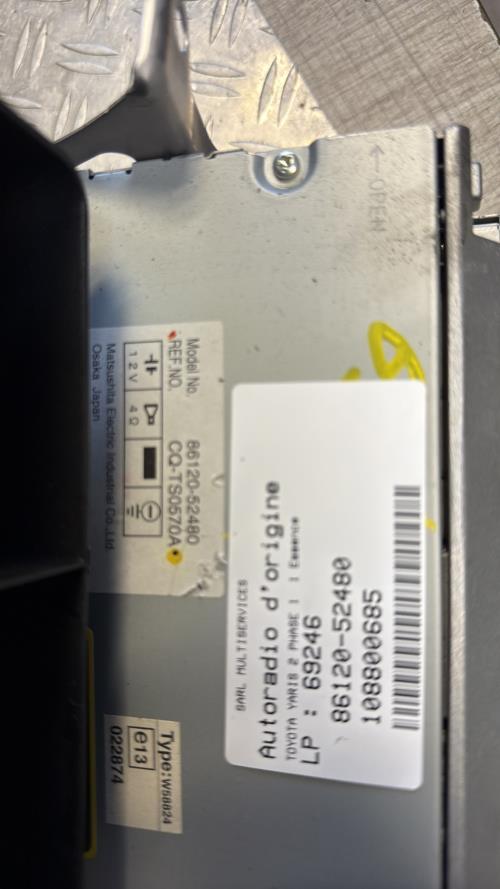 ← OPEN
Model No. 86120-52480
REF.NO. CQ-TS0570A
12V 4Ω
Matsushita Electric Industrial Co.,Ltd.
Osaka Japan
SARL MULTISERVICES
Autoradio d'origine
TOYOTA YARIS 2 PHASE 1 1 Essence
LP : 69246
86120-52480
108800685
Type:W58824
e13
022874